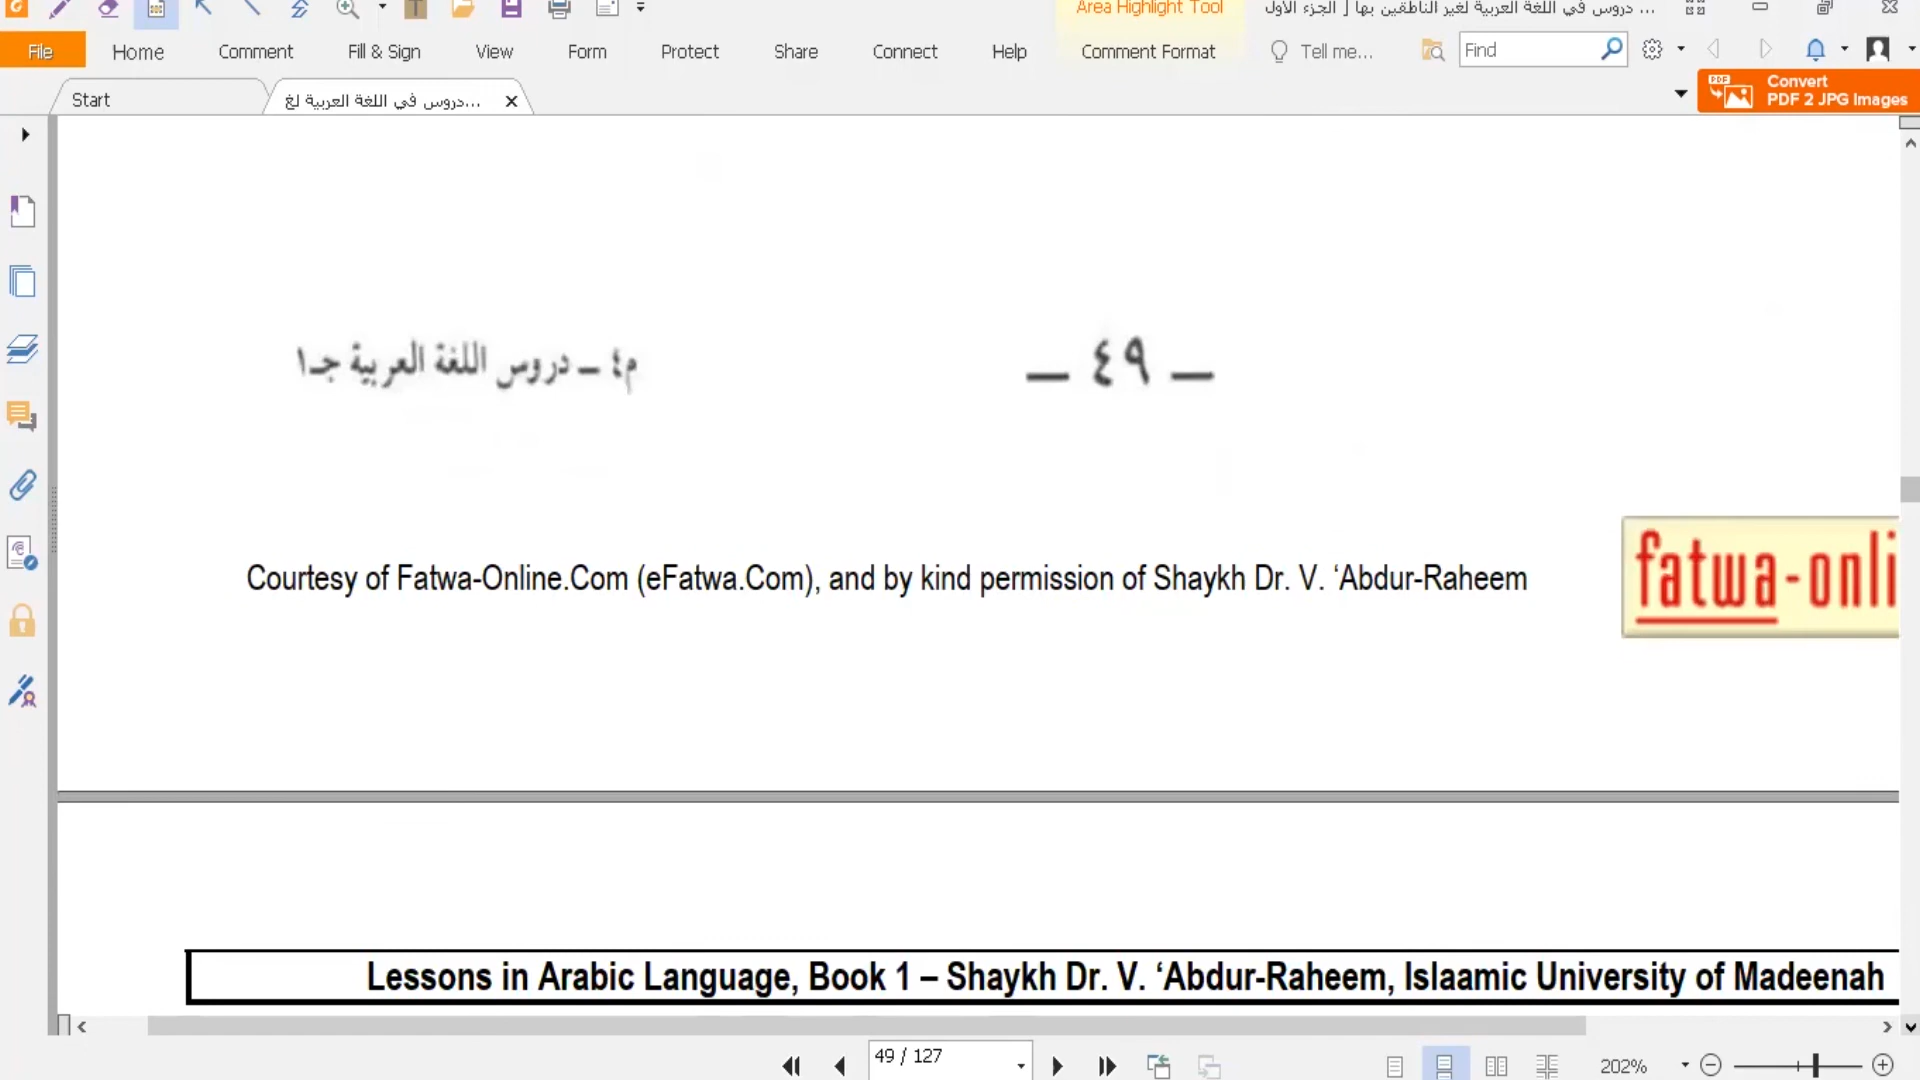 Area Highlight Tool
دروس في اللغة العربية لغير الناطقين بها [ الجزء الأول ...
File Home Comment Fill & Sign View Form Protect Share Connect Help Comment Format Tell me... Find
Start
دروس في اللغة العربية لغ...
Convert
PDF 2 JPG Images
— ٤٩ —
م٤ — دروس اللغة العربية جـ١
Courtesy of Fatwa-Online.Com (eFatwa.Com), and by kind permission of Shaykh Dr. V. ‘Abdur-Raheem
fatwa-onli
Lessons in Arabic Language, Book 1 – Shaykh Dr. V. ‘Abdur-Raheem, Islaamic University of Madeenah
49 / 127
202%